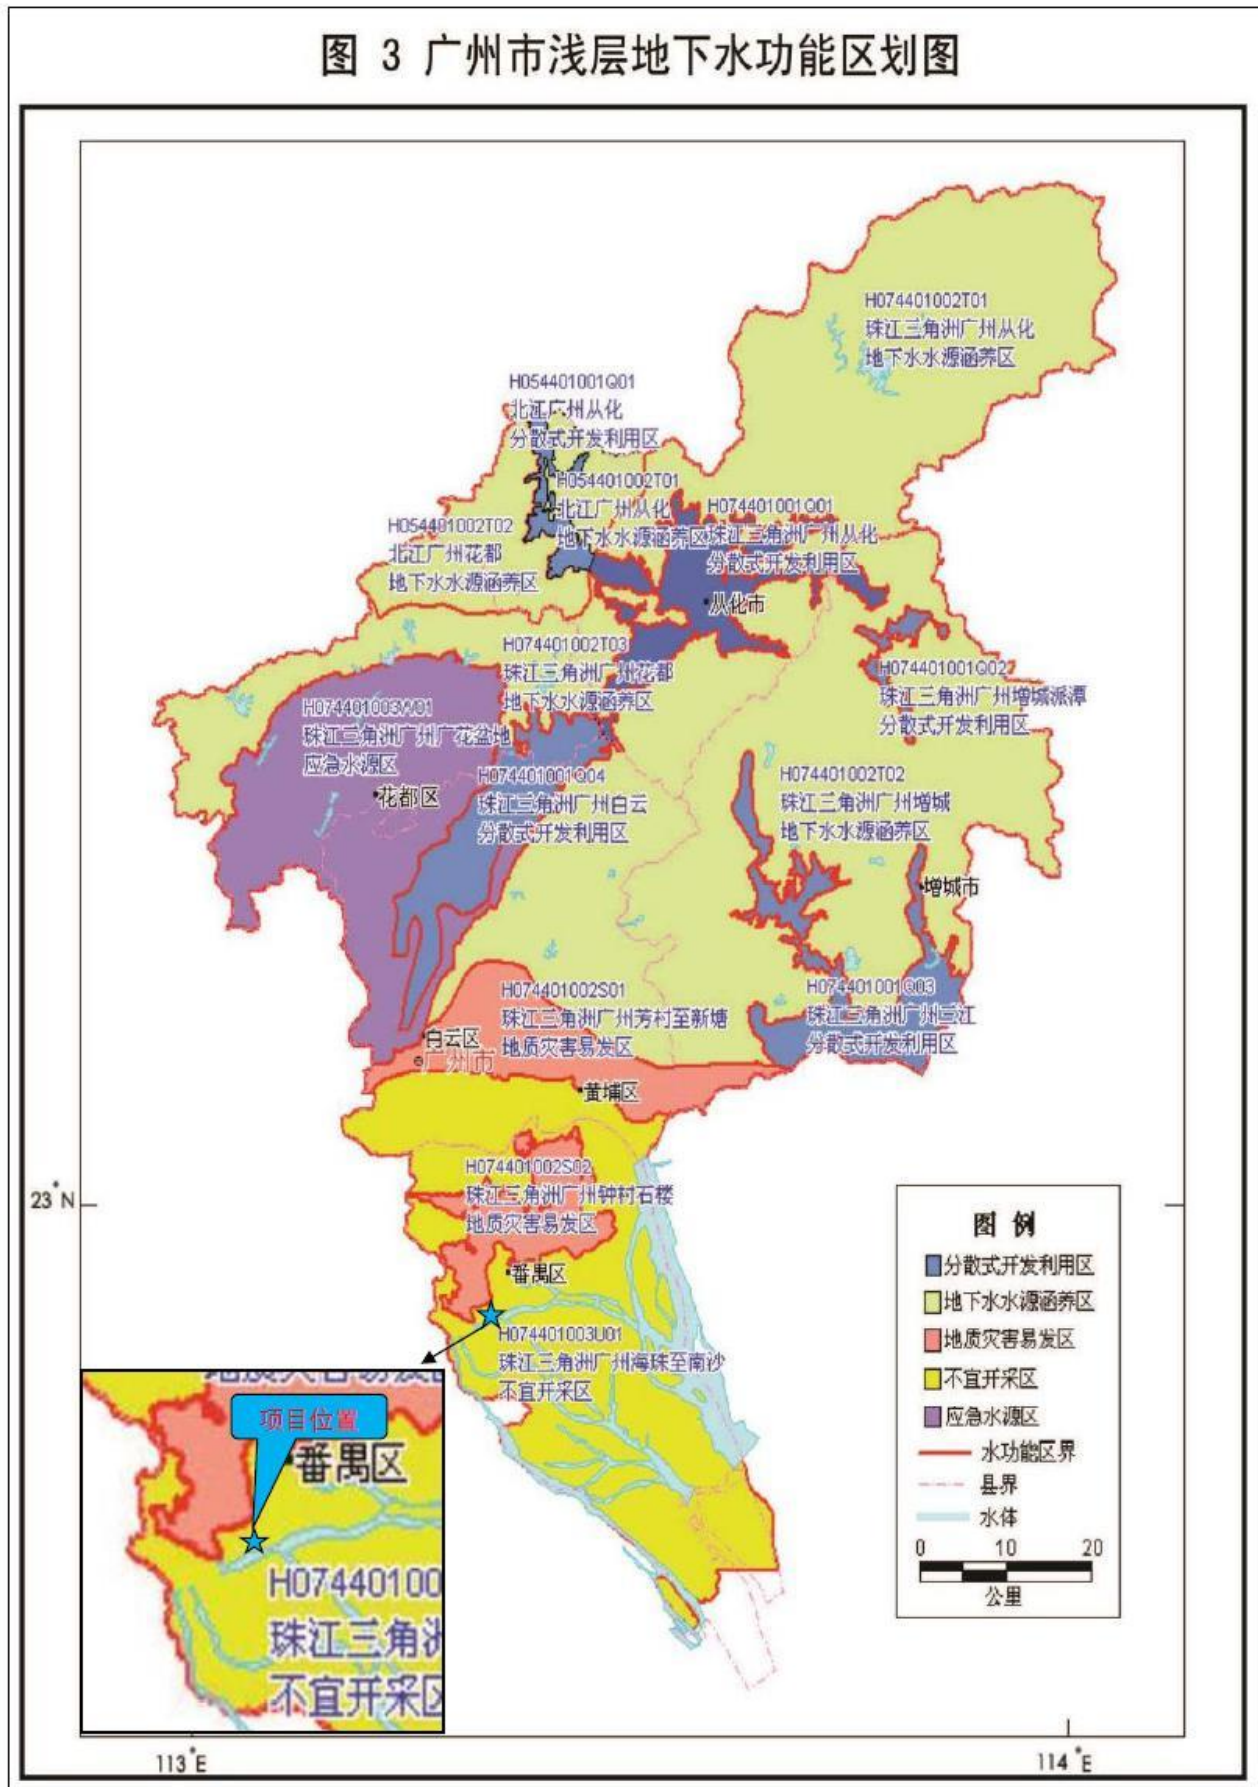 图 3 广州市浅层地下水功能区划图
H074401002T01
珠江三角洲广州从化
地下水水源涵养区
H054401001Q01
北江广州从化
分散式开发利用区
H054401002T01
北江广州从化
地下水水源涵养区
H074401001Q01
珠江三角洲广州从化
分散式开发利用区
H054401002T02
北江广州花都
地下水水源涵养区
从化市
H074401002T03
珠江三角洲广州花都
地下水水源涵养区
H074401001Q02
珠江三角洲广州增城派潭
分散式开发利用区
H074401003W01
珠江三角洲广州广花盆地
应急水源区
花都区
H074401001Q04
珠江三角洲广州白云
分散式开发利用区
H074401002T02
珠江三角洲广州增城
地下水水源涵养区
增城市
H074401002S01
珠江三角洲广州芳村至新塘
地质灾害易发区
H074401001Q03
珠江三角洲广州三江
分散式开发利用区
白云区
广州市
黄埔区
H074401002S02
珠江三角洲广州钟村石楼
地质灾害易发区
番禺区
H074401003U01
珠江三角洲广州海珠至南沙
不宜开采区
23°N
图 例
分散式开发利用区
地下水水源涵养区
地质灾害易发区
不宜开采区
应急水源区
水功能区界
县界
水体
0 10 20
公里
项目位置
番禺区
H0744010
珠江三角洲
不宜开采区
113°E
114°E